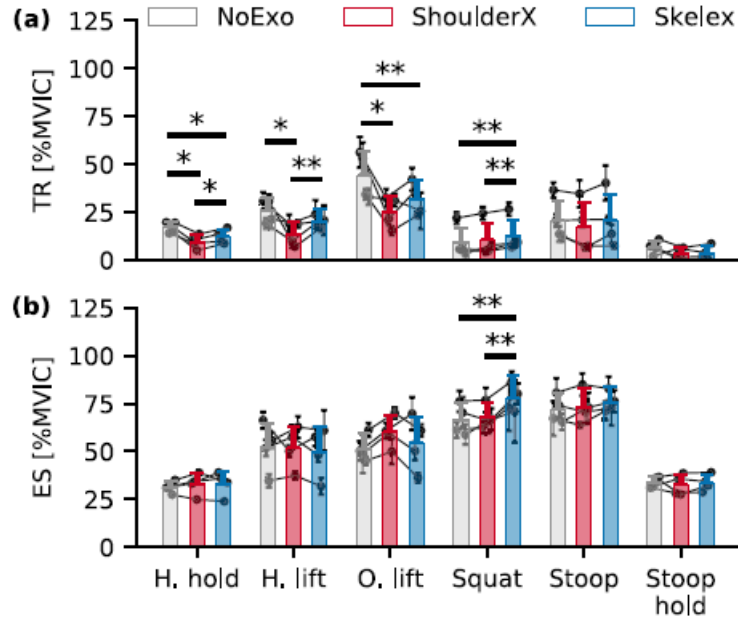 (a) NoExo ShoulderX Skelex
125
100
75
50
25
0
TR [%MVIC]
* * *
* **
** *
** **
(b)
125
100
75
50
25
0
ES [%MVIC]
** **
H. hold H. lift O. lift Squat Stoop Stoop
hold